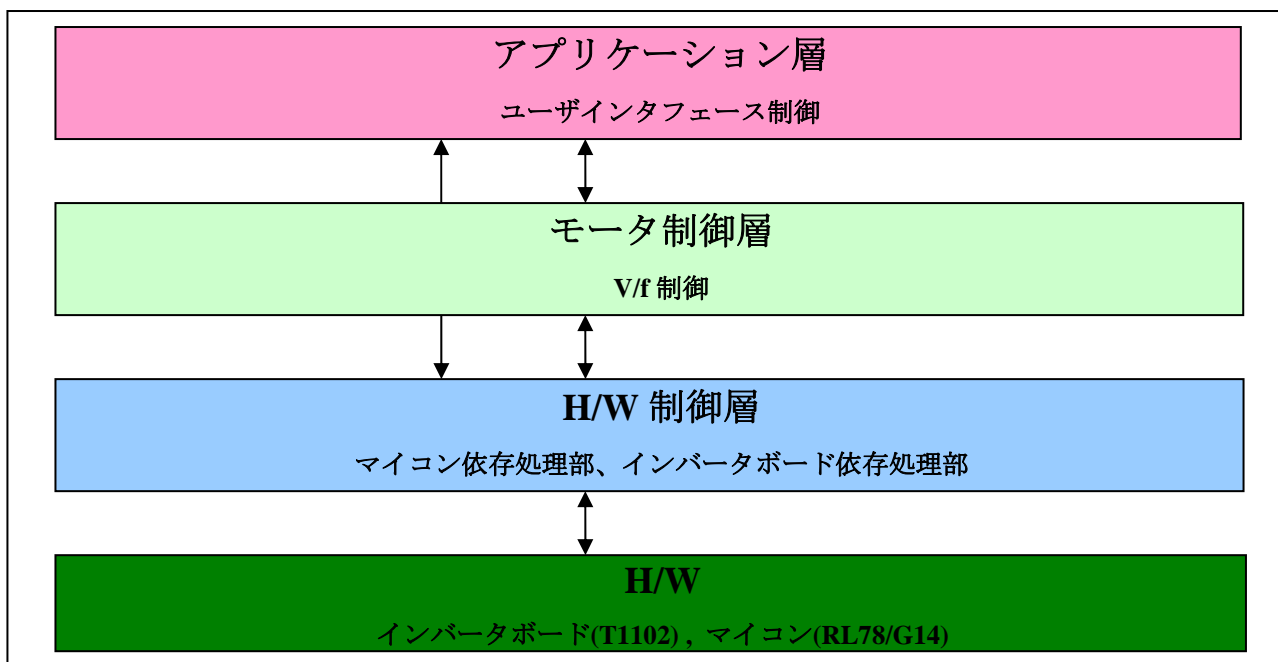 アプリケーション層
ユーザインタフェース制御
モータ制御層
V/f 制御
H/W 制御層
マイコン依存処理部、インバータボード依存処理部
H/W
インバータボード(T1102) , マイコン(RL78/G14)